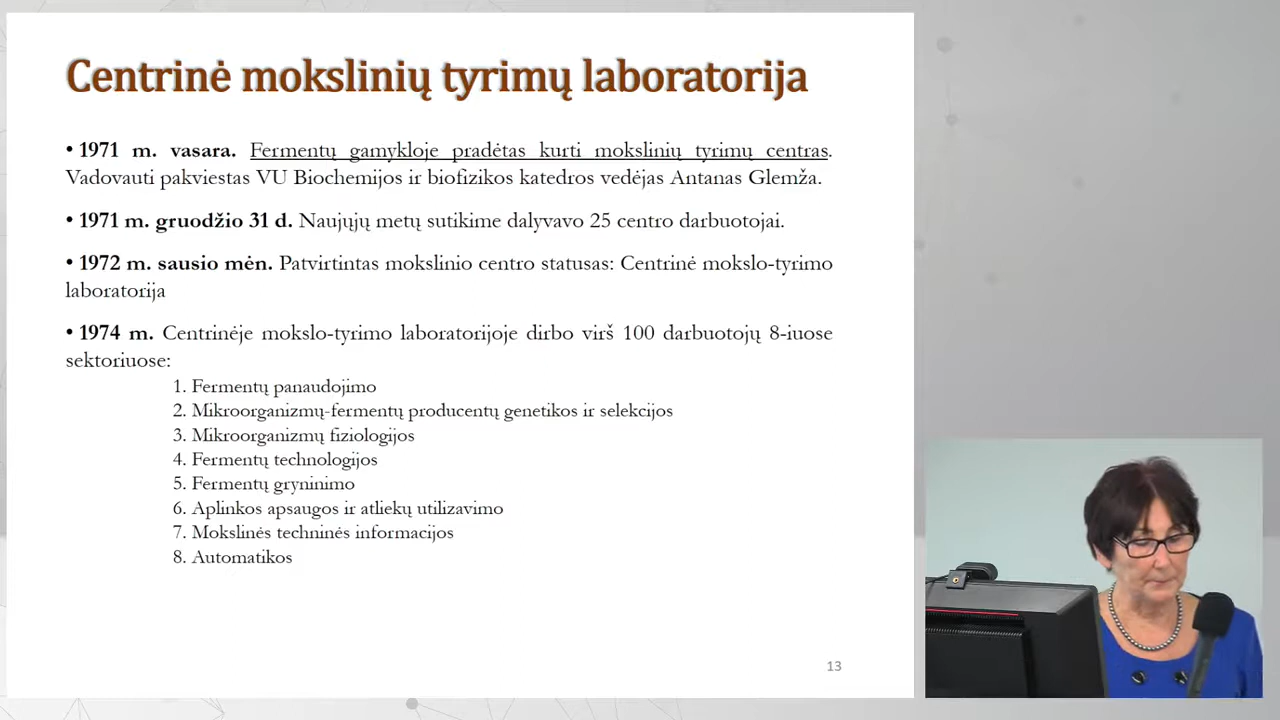 Centrinė mokslinių tyrimų laboratorija
• 1971 m. vasara. Fermentų gamykloje pradėtas kurti mokslinių tyrimų centras.
Vadovauti pakviestas VU Biochemijos ir biofizikos katedros vedėjas Antanas Glemža.
• 1971 m. gruodžio 31 d. Naujųjų metų sutikime dalyvavo 25 centro darbuotojai.
• 1972 m. sausio mėn. Patvirtintas mokslinio centro statusas: Centrinė mokslo-tyrimo
laboratorija
• 1974 m. Centrinėje mokslo-tyrimo laboratorijoje dirbo virš 100 darbuotojų 8-iuose
sektoriuose:
1. Fermentų panaudojimo
2. Mikroorganizmų-fermentų producentų genetikos ir selekcijos
3. Mikroorganizmų fiziologijos
4. Fermentų technologijos
5. Fermentų gryninimo
6. Aplinkos apsaugos ir atliekų utilizavimo
7. Mokslinės techninės informacijos
8. Automatikos
13